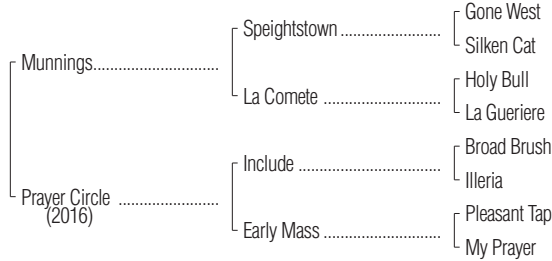 Gone West
Speightstown
Silken Cat
Munnings
Holy Bull
La Comete
La Gueriere
Broad Brush
Include
Illeria
Prayer Circle
(2016)
Pleasant Tap
Early Mass
My Prayer